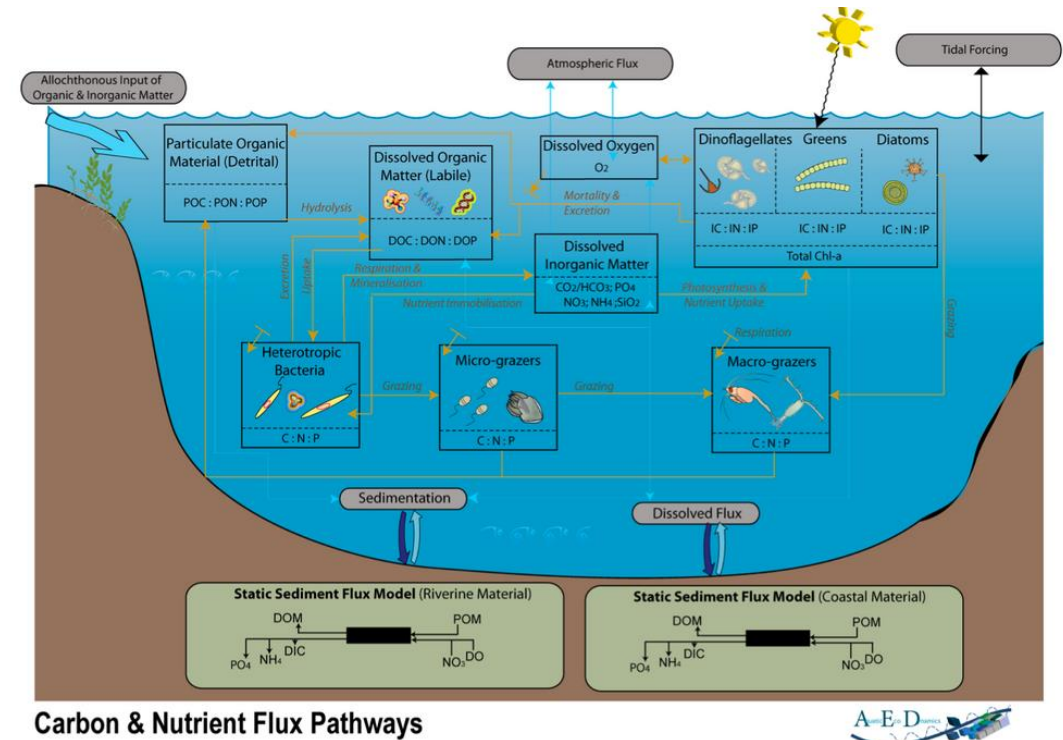 Allochthonous Input of
Organic & Inorganic Matter
Atmospheric Flux
Tidal Forcing
Particulate Organic
Material (Detrital)
POC : PON : POP
Hydrolysis
Dissolved Organic
Matter (Labile)
DOC : DON : DOP
Dissolved Oxygen
O2
Mortality &
Excretion
Dinoflagellates Greens Diatoms
IC : IN : IP IC : IN : IP IC : IN : IP
Total Chl-a
Dissolved
Inorganic Matter
CO2/HCO3; PO4
NO3; NH4 ;SiO2
Excretion
Uptake
Respiration &
Mineralisation
Nutrient Immobilisation
Photosynthesis &
Nutrient Uptake
Grazing
Heterotropic
Bacteria
C : N : P
Grazing
Micro-grazers
C : N : P
Grazing
Respiration
Macro-grazers
C : N : P
Sedimentation
Dissolved Flux
Static Sediment Flux Model (Riverine Material)
DOM POM
PO4 NH4 DIC NO3 DO
Static Sediment Flux Model (Coastal Material)
DOM POM
PO4 NH4 DIC NO3 DO
Carbon & Nutrient Flux Pathways